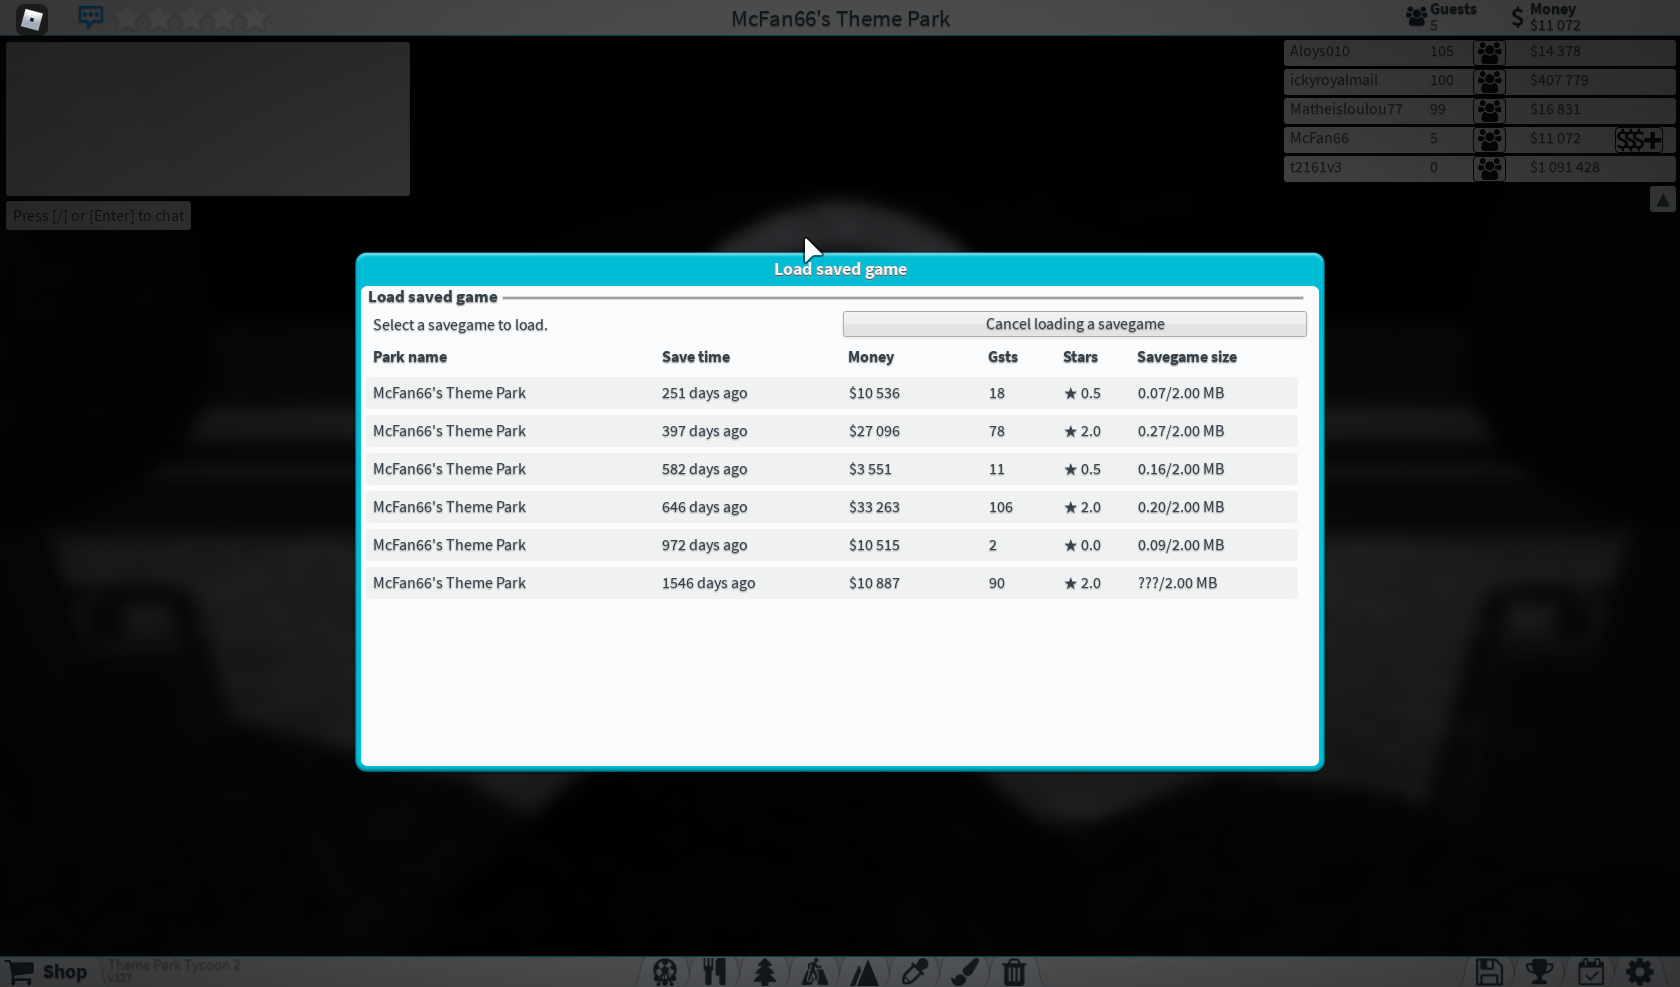 McFan66's Theme Park
Guests
5
Money
$11 072
Aloys010 105 $14 378
ickyroyalmail 100 $407 779
Matheisloulou77 99 $16 831
McFan66 5 $11 072 $$$+
t2161v3 0 $1 091 428
Press [/] or [Enter] to chat
Load saved game
Load saved game
Select a savegame to load.
Cancel loading a savegame
Park name Save time Money Gsts Stars Savegame size
McFan66's Theme Park 251 days ago $10 536 18 ★ 0.5 0.07/2.00 MB
McFan66's Theme Park 397 days ago $27 096 78 ★ 2.0 0.27/2.00 MB
McFan66's Theme Park 582 days ago $3 551 11 ★ 0.5 0.16/2.00 MB
McFan66's Theme Park 646 days ago $33 263 106 ★ 2.0 0.20/2.00 MB
McFan66's Theme Park 972 days ago $10 515 2 ★ 0.0 0.09/2.00 MB
McFan66's Theme Park 1546 days ago $10 887 90 ★ 2.0 ???/2.00 MB
Shop
Theme Park Tycoon 2
v327